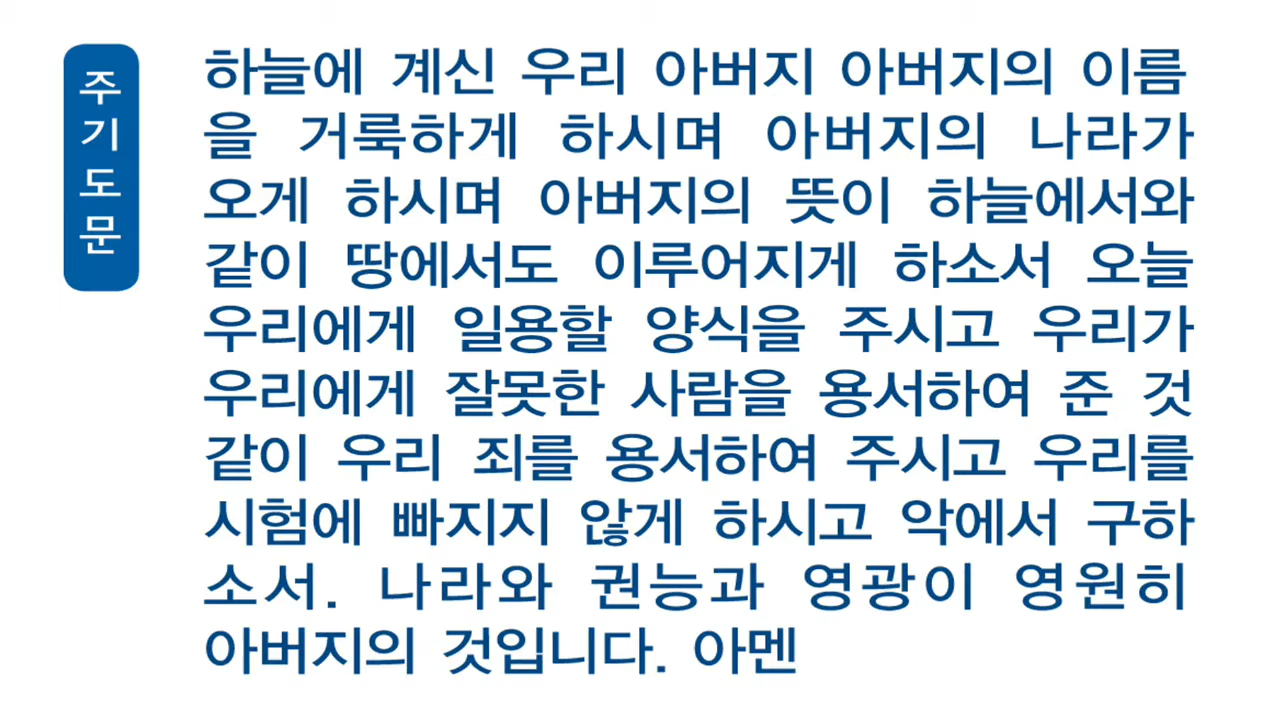 주기도문
하늘에 계신 우리 아버지 아버지의 이름
을 거룩하게 하시며 아버지의 나라가
오게 하시며 아버지의 뜻이 하늘에서와
같이 땅에서도 이루어지게 하소서 오늘
우리에게 일용할 양식을 주시고 우리가
우리에게 잘못한 사람을 용서하여 준 것
같이 우리 죄를 용서하여 주시고 우리를
시험에 빠지지 않게 하시고 악에서 구하
소서. 나라와 권능과 영광이 영원히
아버지의 것입니다. 아멘